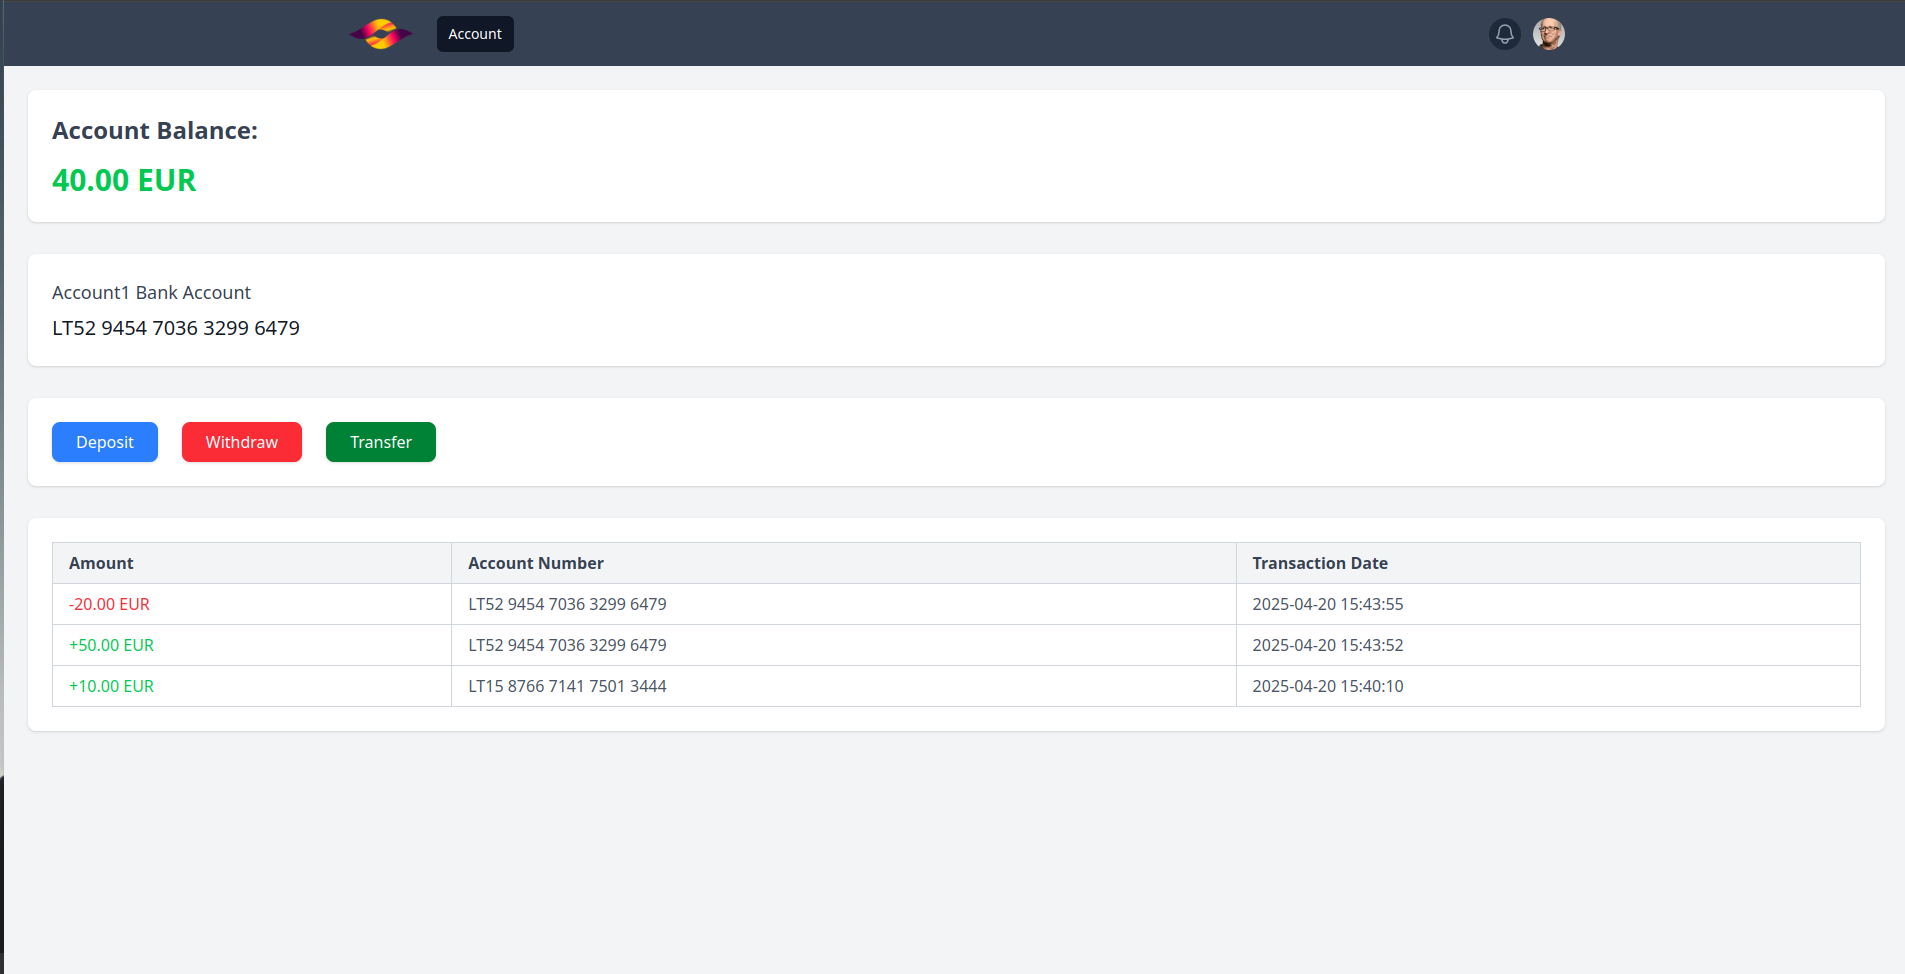 Account
Account Balance:
40.00 EUR
Account1 Bank Account
LT52 9454 7036 3299 6479
Deposit Withdraw Transfer
Amount Account Number Transaction Date
-20.00 EUR LT52 9454 7036 3299 6479 2025-04-20 15:43:55
+50.00 EUR LT52 9454 7036 3299 6479 2025-04-20 15:43:52
+10.00 EUR LT15 8766 7141 7501 3444 2025-04-20 15:40:10